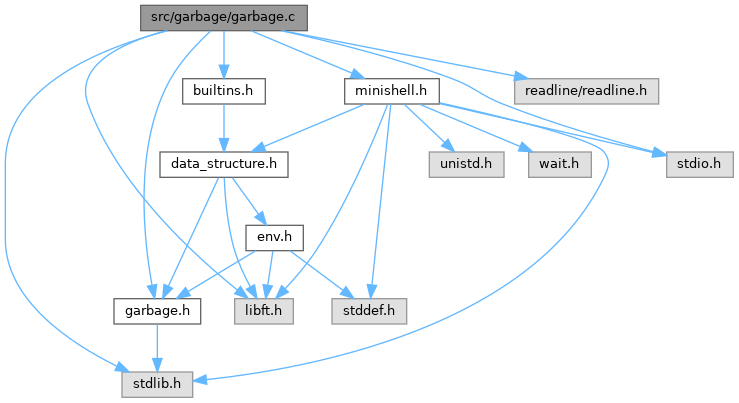 src/garbage/garbage.c
builtins.h
minishell.h
readline/readline.h
data_structure.h
unistd.h
wait.h
stdio.h
env.h
garbage.h
libft.h
stddef.h
stdlib.h